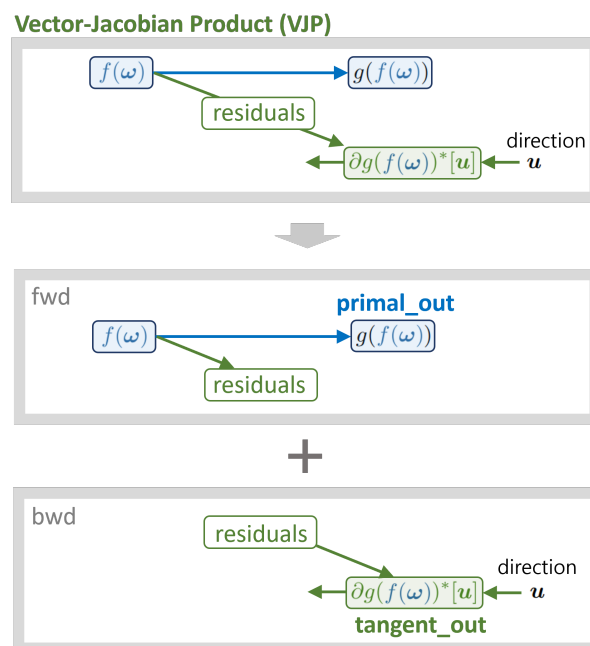 Vector-Jacobian Product (VJP)
f(ω) g(f(ω))
residuals
direction
∂g(f(ω))*[u] u
fwd
primal_out
f(ω) g(f(ω))
residuals
+
bwd
residuals
direction
∂g(f(ω))*[u] u
tangent_out